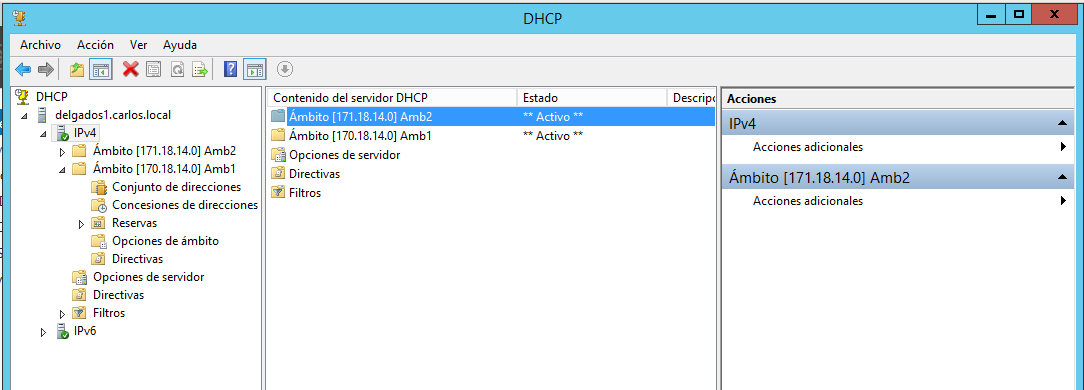 DHCP
Archivo Acción Ver Ayuda
DHCP
delgados1.carlos.local
IPv4
Ámbito [171.18.14.0] Amb2
Ámbito [170.18.14.0] Amb1
Conjunto de direcciones
Concesiones de direcciones
Reservas
Opciones de ámbito
Directivas
Opciones de servidor
Directivas
Filtros
IPv6
Contenido del servidor DHCP Estado Descripc
Ámbito [171.18.14.0] Amb2 ** Activo **
Ámbito [170.18.14.0] Amb1 ** Activo **
Opciones de servidor
Directivas
Filtros
Acciones
IPv4
Acciones adicionales
Ámbito [171.18.14.0] Amb2
Acciones adicionales